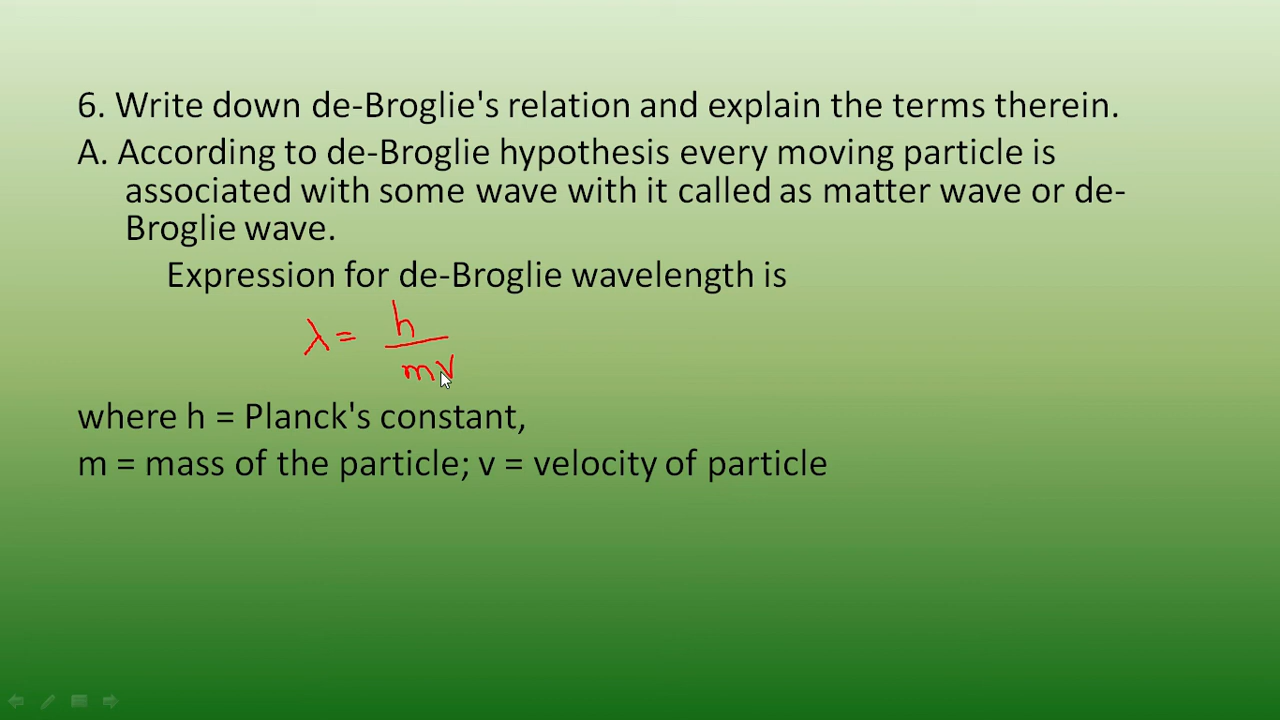 6. Write down de-Broglie's relation and explain the terms therein.
A. According to de-Broglie hypothesis every moving particle is
associated with some wave with it called as matter wave or de-
Broglie wave.
Expression for de-Broglie wavelength is
λ = h
mv
where h = Planck's constant,
m = mass of the particle; v = velocity of particle